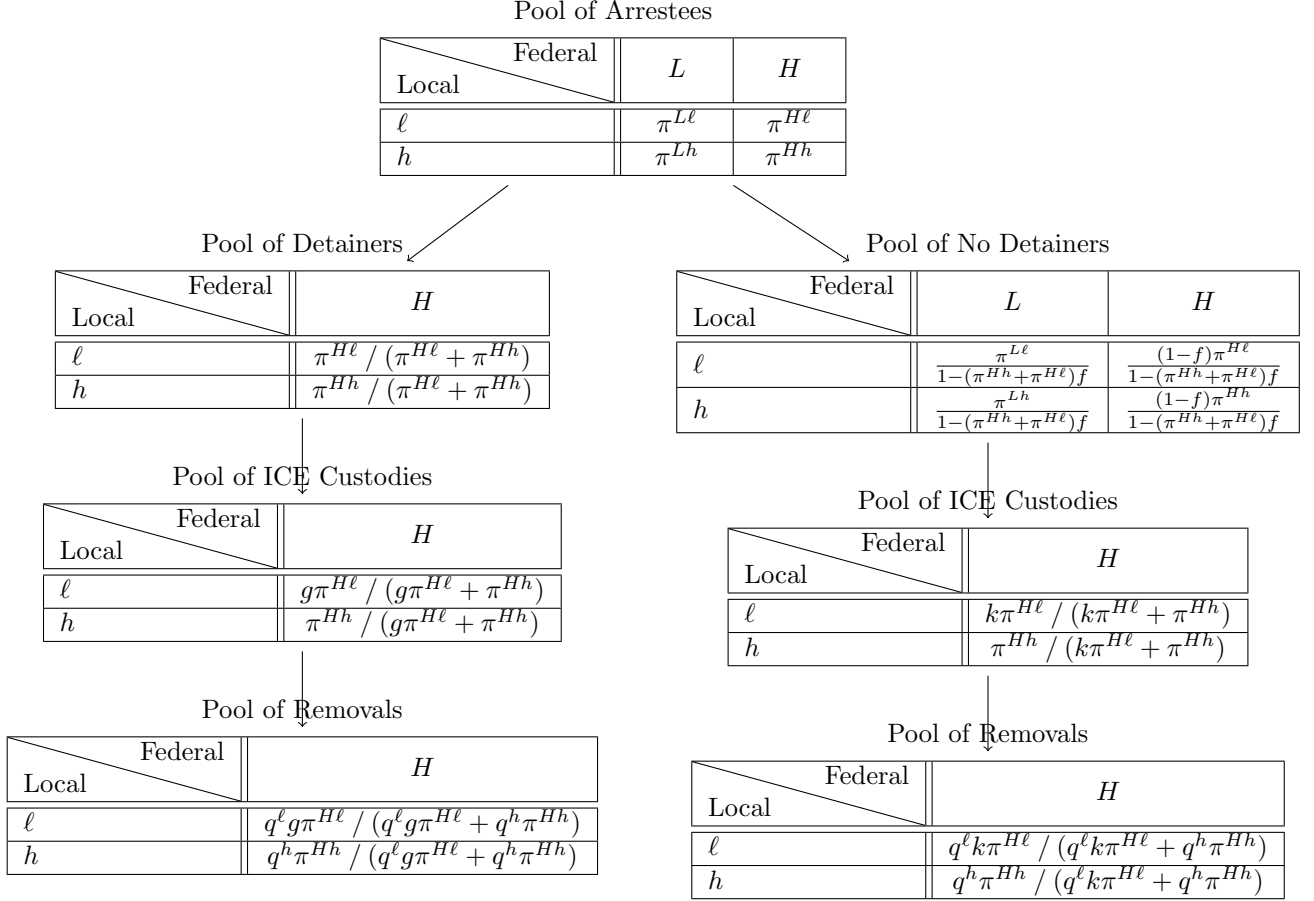 Pool of Arrestees
Federal
Local
L
H
ℓ
π^{Lℓ}
π^{Hℓ}
h
π^{Lh}
π^{Hh}
Pool of Detainers
Federal
Local
H
ℓ
π^{Hℓ} / (π^{Hℓ} + π^{Hh})
h
π^{Hh} / (π^{Hℓ} + π^{Hh})
Pool of No Detainers
Federal
Local
L
H
ℓ
\frac{π^{Lℓ}}{1−(π^{Hh}+π^{Hℓ})f}
\frac{(1−f)π^{Hℓ}}{1−(π^{Hh}+π^{Hℓ})f}
h
\frac{π^{Lh}}{1−(π^{Hh}+π^{Hℓ})f}
\frac{(1−f)π^{Hh}}{1−(π^{Hh}+π^{Hℓ})f}
Pool of ICE Custodies
Federal
Local
H
ℓ
gπ^{Hℓ} / (gπ^{Hℓ} + π^{Hh})
h
π^{Hh} / (gπ^{Hℓ} + π^{Hh})
Pool of ICE Custodies
Federal
Local
H
ℓ
kπ^{Hℓ} / (kπ^{Hℓ} + π^{Hh})
h
π^{Hh} / (kπ^{Hℓ} + π^{Hh})
Pool of Removals
Federal
Local
H
ℓ
q^ℓgπ^{Hℓ} / (q^ℓgπ^{Hℓ} + q^hπ^{Hh})
h
q^hπ^{Hh} / (q^ℓgπ^{Hℓ} + q^hπ^{Hh})
Pool of Removals
Federal
Local
H
ℓ
q^ℓkπ^{Hℓ} / (q^ℓkπ^{Hℓ} + q^hπ^{Hh})
h
q^hπ^{Hh} / (q^ℓkπ^{Hℓ} + q^hπ^{Hh})